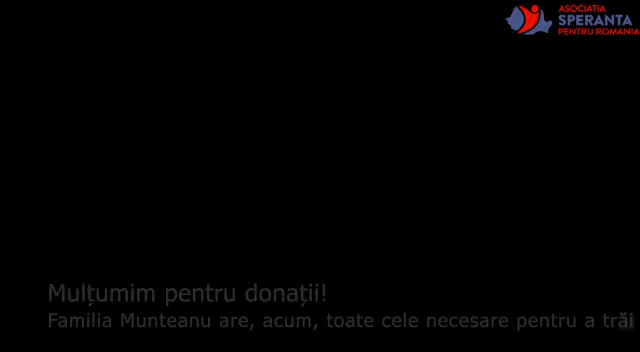 ASOCIATIA
SPERANTA
PENTRU ROMANIA
Mulțumim pentru donații!
Familia Munteanu are, acum, toate cele necesare pentru a trăi